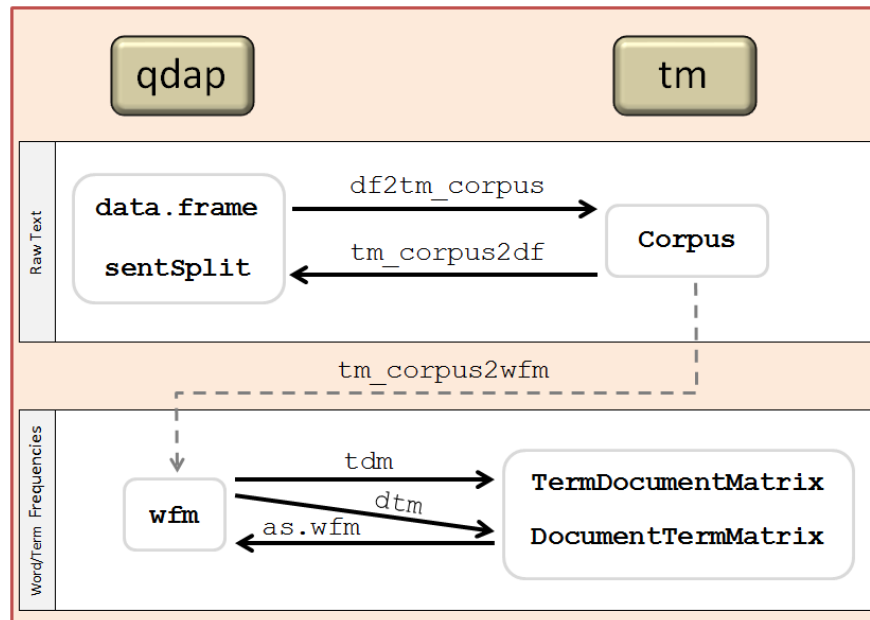 qdap
tm
Raw Text
data.frame
sentSplit
df2tm_corpus
tm_corpus2df
Corpus
tm_corpus2wfm
Word/Term Frequencies
wfm
tdm
dtm
as.wfm
TermDocumentMatrix
DocumentTermMatrix